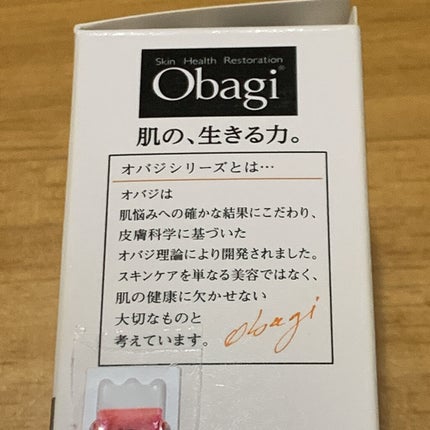 Skin Health Restoration
Obagi®
肌の、生きる力。
オバジシリーズとは…
オバジは
肌悩みへの確かな結果にこだわり、
皮膚科学に基づいた
オバジ理論により開発されました。
スキンケアを単なる美容ではなく、
肌の健康に欠かせない
大切なものと
考えています。
obagi